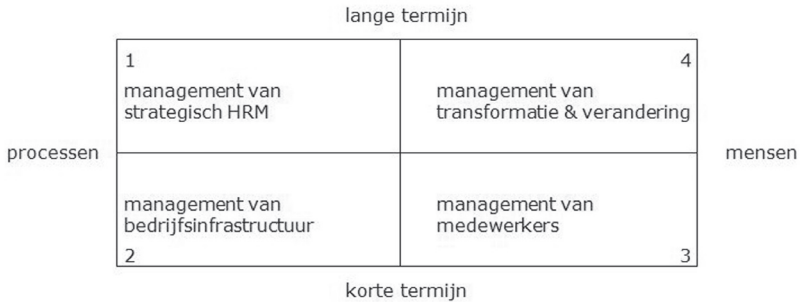 lange termijn
1
management van
strategisch HRM
4
management van
transformatie & verandering
processen
mensen
management van
bedrijfsinfrastructuur
2
management van
medewerkers
3
korte termijn